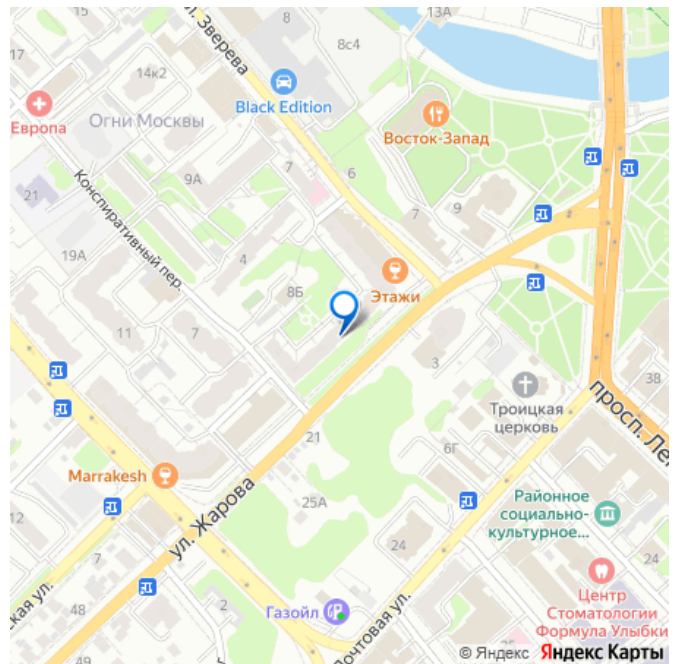 15
8
13А
17
ул. Зверева
8с4
14к2
Black Edition
Европа
Огни Москвы
Восток-Запад
7
6
9А
21
7
9
Конспиративный пер.
19А
4
8Б
Этажи
11
7
3
38
Троицкая
церковь
просп. Ле
21
6Г
Marrakesh
25А
Районное
социально-
культурное...
12
ул. Жарова
24
24
7
Центр
Стоматологии
Формула Улыбки
48
2
ская ул.
Газойл
Почтовая ул.
50
© Яндекс Яндекс Карты